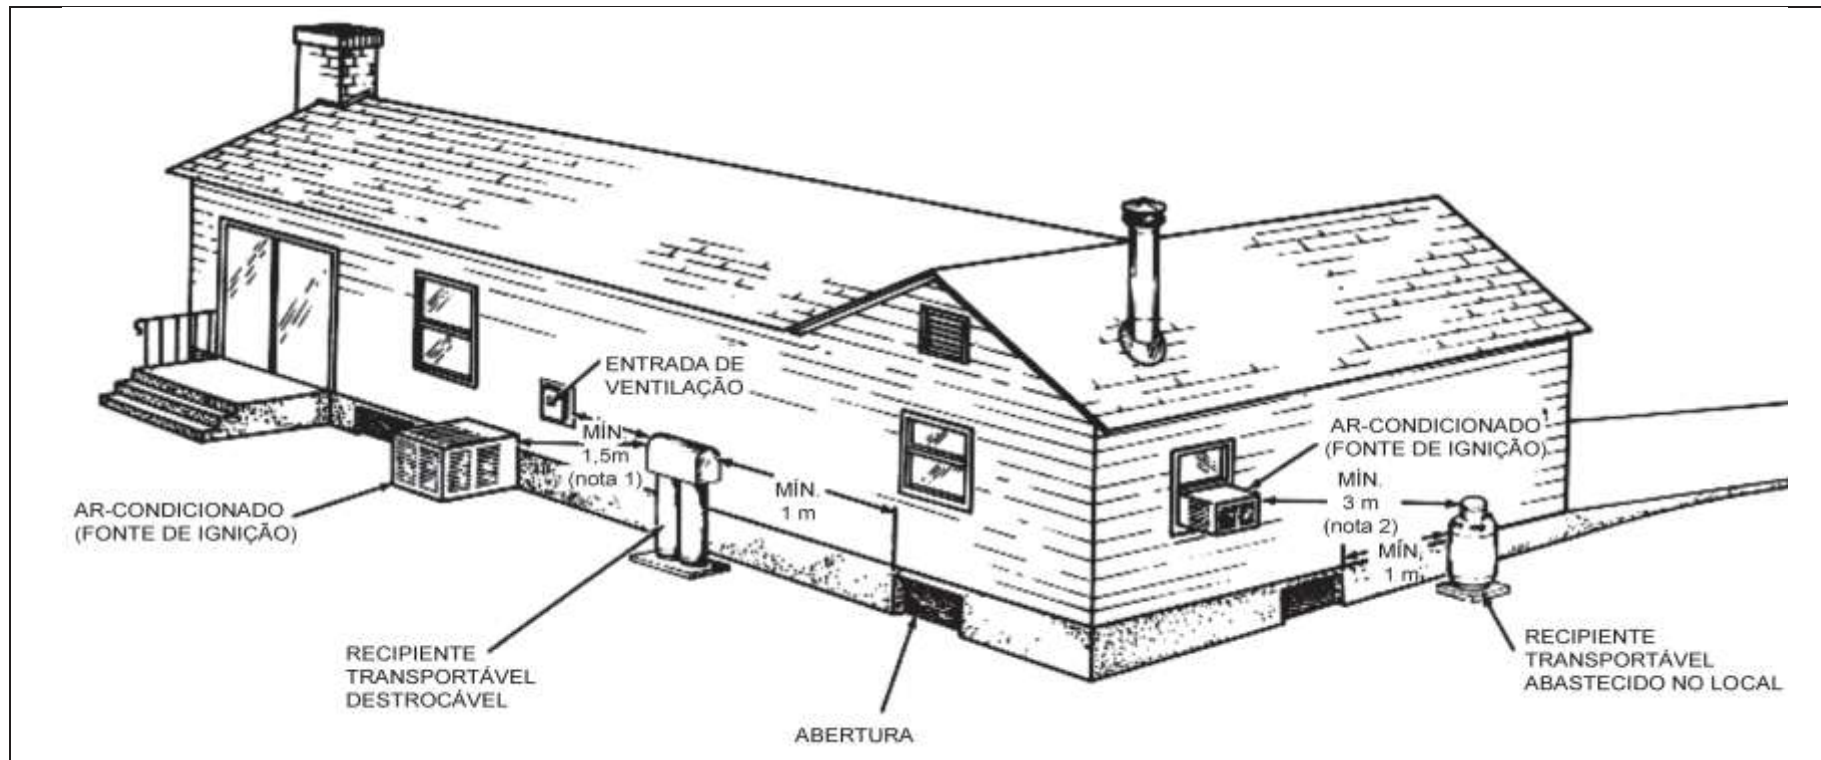 ENTRADA DE
VENTILAÇÃO
MÍN.
1,5m
(nota 1)
MÍN.
1 m
AR-CONDICIONADO
(FONTE DE IGNIÇÃO)
AR-CONDICIONADO
(FONTE DE IGNIÇÃO)
MÍN.
3 m
(nota 2)
MÍN.
1 m
RECIPIENTE
TRANSPORTÁVEL
DESTROCÁVEL
ABERTURA
RECIPIENTE
TRANSPORTÁVEL
ABASTECIDO NO LOCAL